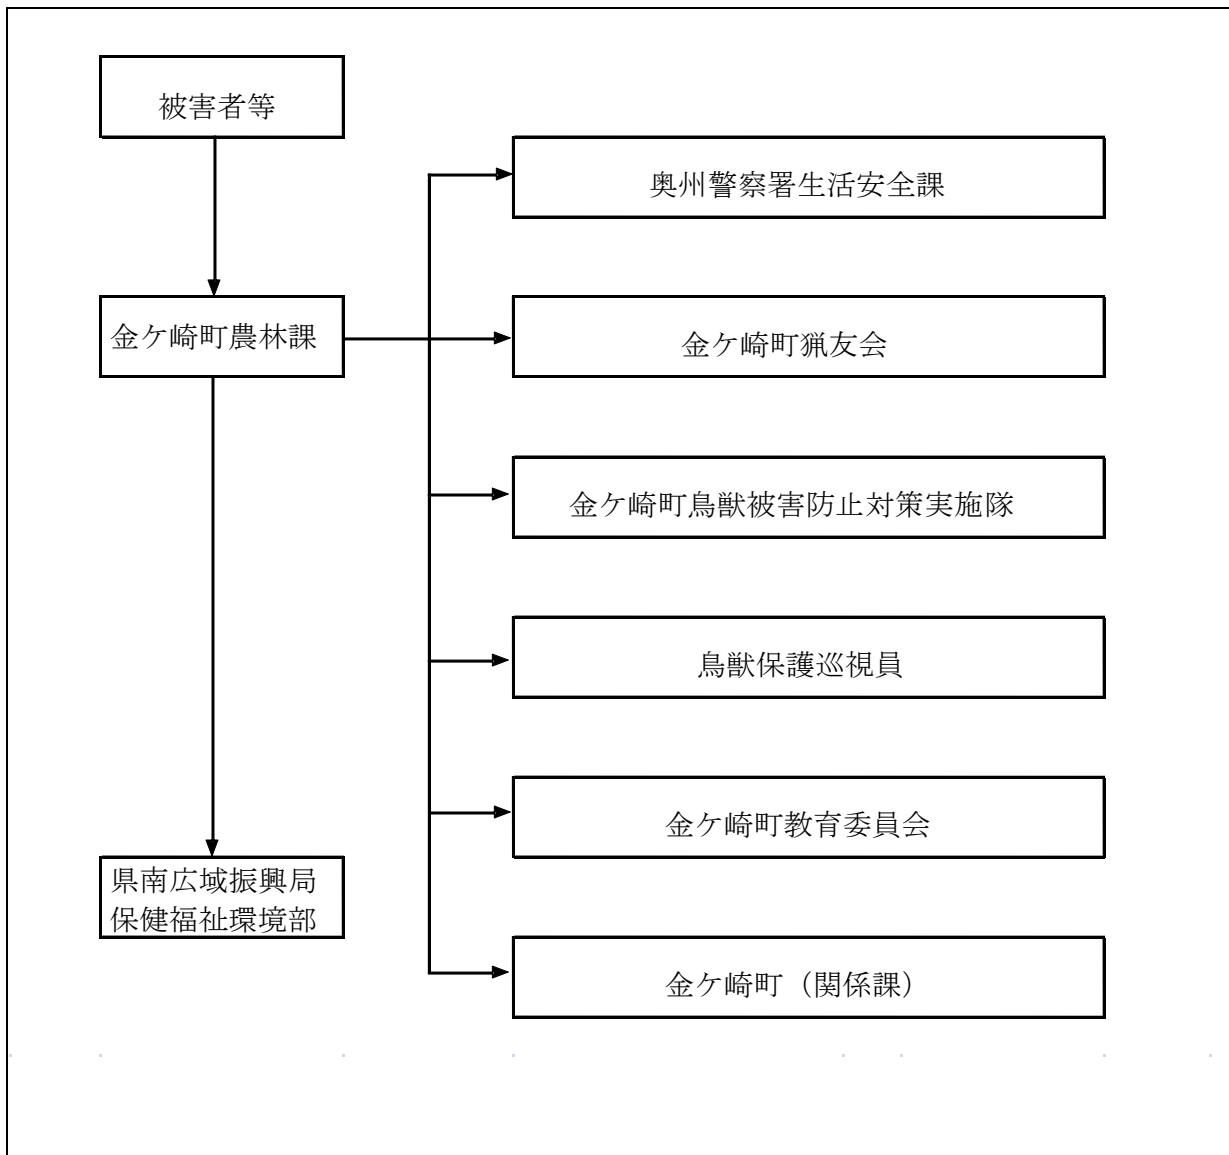 被害者等
奥州警察署生活安全課
金ケ崎町農林課
金ケ崎町猟友会
金ケ崎町鳥獣被害防止対策実施隊
鳥獣保護巡視員
金ケ崎町教育委員会
県南広域振興局
保健福祉環境部
金ケ崎町（関係課）